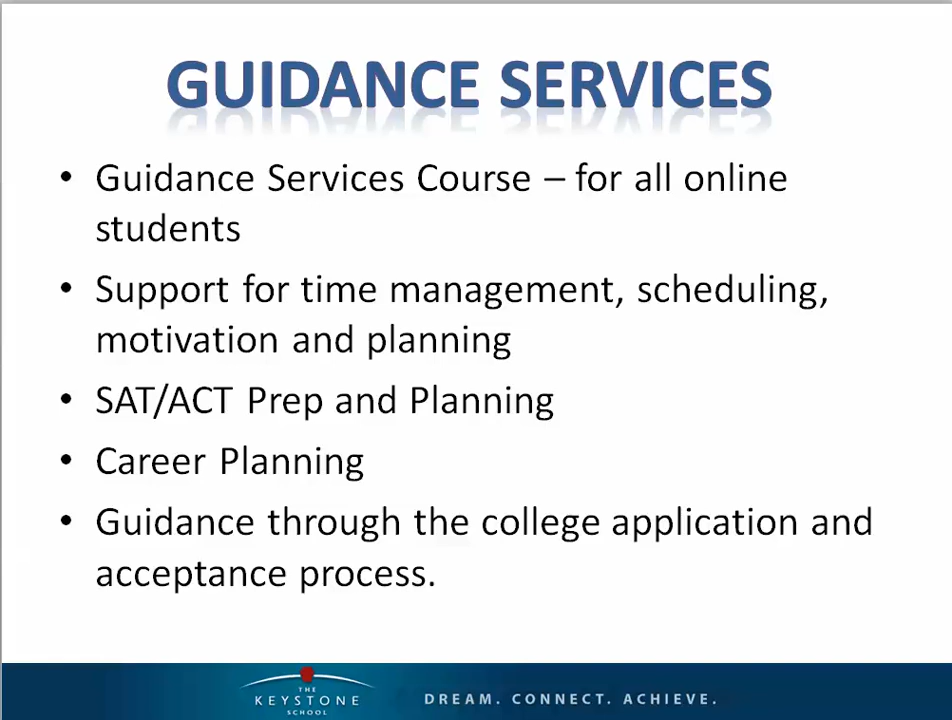 GUIDANCE SERVICES
• Guidance Services Course – for all online
students
• Support for time management, scheduling,
motivation and planning
• SAT/ACT Prep and Planning
• Career Planning
• Guidance through the college application and
acceptance process.
THE
KEYSTONE
SCHOOL
DREAM. CONNECT. ACHIEVE.